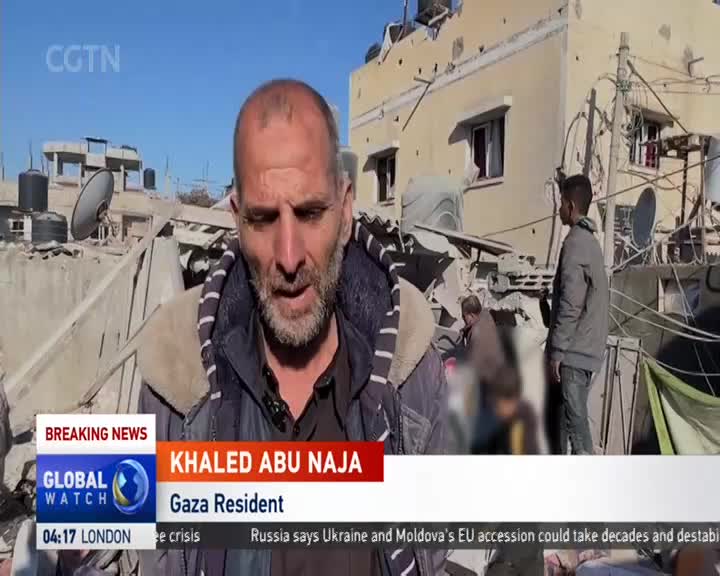 CGTN
BREAKING NEWS
KHALED ABU NAJA
GLOBAL
WATCH
Gaza Resident
04:17 LONDON
crisis
Russia says Ukraine and Moldova's EU accession could take decades and